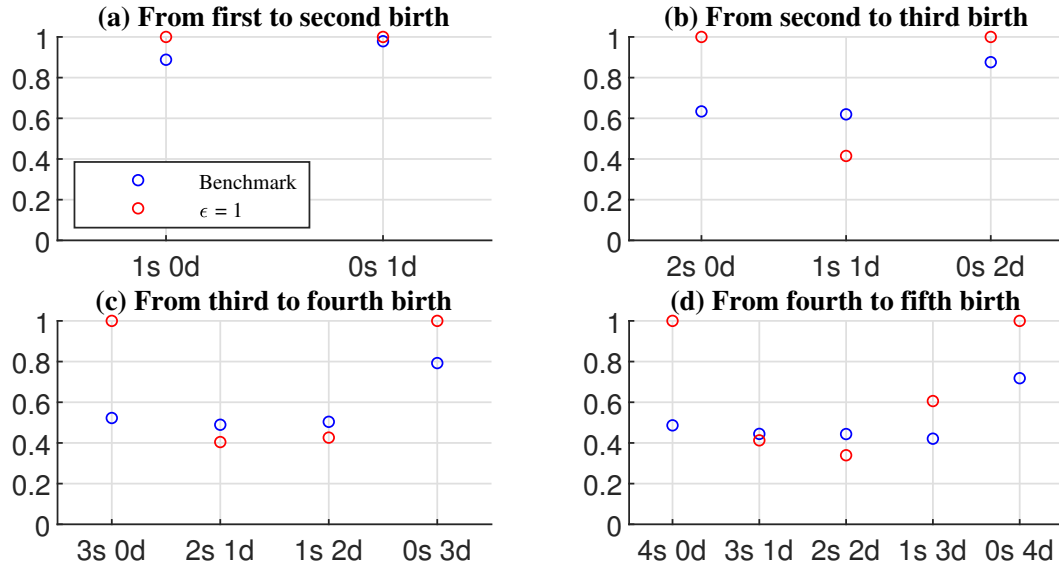 (a) From first to second birth
1
0.8
0.6
0.4
0.2
0
Benchmark
ϵ = 1
1s 0d 0s 1d
(b) From second to third birth
1
0.8
0.6
0.4
0.2
0
2s 0d 1s 1d 0s 2d
(c) From third to fourth birth
1
0.8
0.6
0.4
0.2
0
3s 0d 2s 1d 1s 2d 0s 3d
(d) From fourth to fifth birth
1
0.8
0.6
0.4
0.2
0
4s 0d 3s 1d 2s 2d 1s 3d 0s 4d